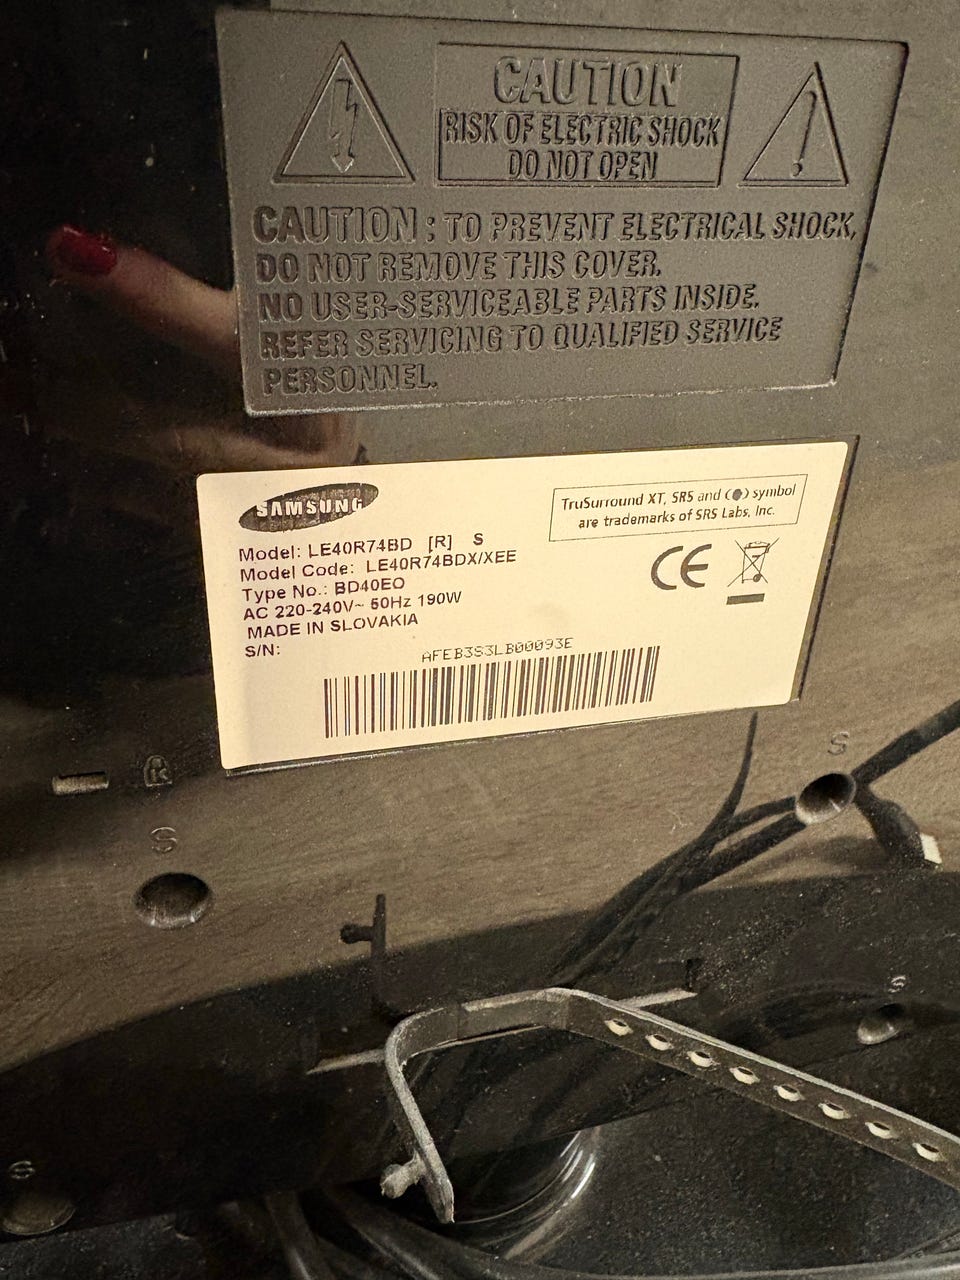 CAUTION
RISK OF ELECTRIC SHOCK
DO NOT OPEN
CAUTION : TO PREVENT ELECTRICAL SHOCK,
DO NOT REMOVE THIS COVER.
NO USER-SERVICEABLE PARTS INSIDE.
REFER SERVICING TO QUALIFIED SERVICE
PERSONNEL.
SAMSUNG
TruSurround XT, SRS and (●) symbol
are trademarks of SRS Labs, Inc.
Model: LE40R74BD [R] S
Model Code: LE40R74BDX/XEE
Type No.: BD40EO
AC 220-240V~ 50Hz 190W
MADE IN SLOVAKIA
S/N:
AFEB3S3LB00093E
CE
K
S
S
S
S